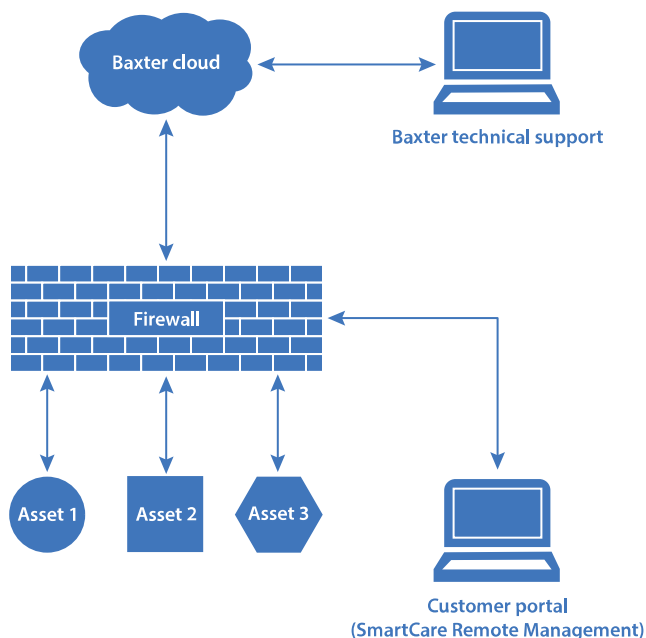 Baxter cloud
Baxter technical support
Firewall
Asset 1
Asset 2
Asset 3
Customer portal
(SmartCare Remote Management)